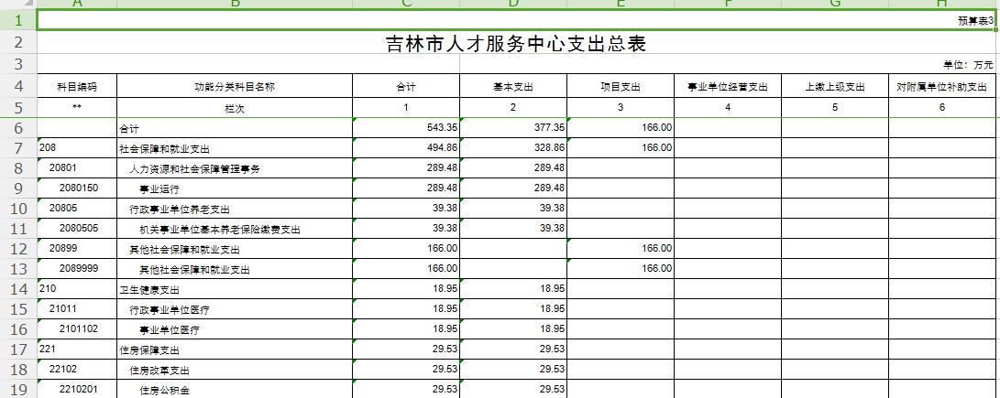 A B C D E F G H
1 预算表3
2 吉林市人才服务中心支出总表
3 单位：万元
4 科目编码 功能分类科目名称 合计 基本支出 项目支出 事业单位经营支出 上缴上级支出 对附属单位补助支出
5 ** 栏次 1 2 3 4 5 6
6 合计 543.35 377.35 166.00
7 208 社会保障和就业支出 494.86 328.86 166.00
8 20801 人力资源和社会保障管理事务 289.48 289.48
9 2080150 事业运行 289.48 289.48
10 20805 行政事业单位养老支出 39.38 39.38
11 2080505 机关事业单位基本养老保险缴费支出 39.38 39.38
12 20899 其他社会保障和就业支出 166.00 166.00
13 2089999 其他社会保障和就业支出 166.00 166.00
14 210 卫生健康支出 18.95 18.95
15 21011 行政事业单位医疗 18.95 18.95
16 2101102 事业单位医疗 18.95 18.95
17 221 住房保障支出 29.53 29.53
18 22102 住房改革支出 29.53 29.53
19 2210201 住房公积金 29.53 29.53